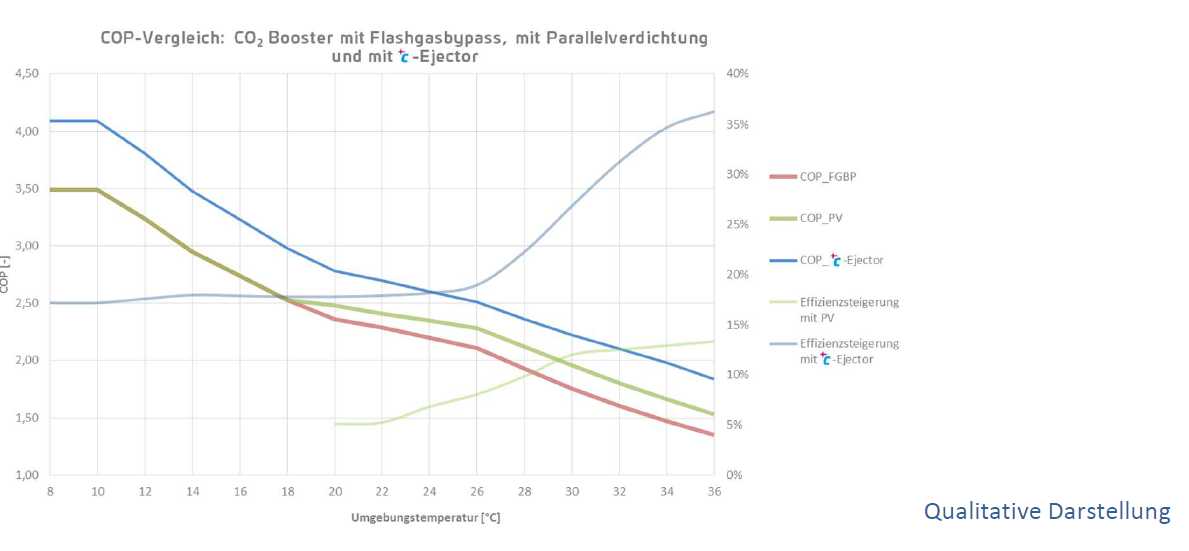 COP-Vergleich: CO₂ Booster mit Flashgasbypass, mit Parallelverdichtung
und mit c-Ejector
4,50
4,00
3,50
3,00
2,50
2,00
1,50
1,00
COP [-]
40%
35%
30%
25%
20%
15%
10%
5%
0%
8 10 12 14 16 18 20 22 24 26 28 30 32 34 36
Umgebungstemperatur [°C]
COP_FGBP
COP_PV
COP_ c-Ejector
Effizienzsteigerung
mit PV
Effizienzsteigerung
mit c-Ejector
Qualitative Darstellung